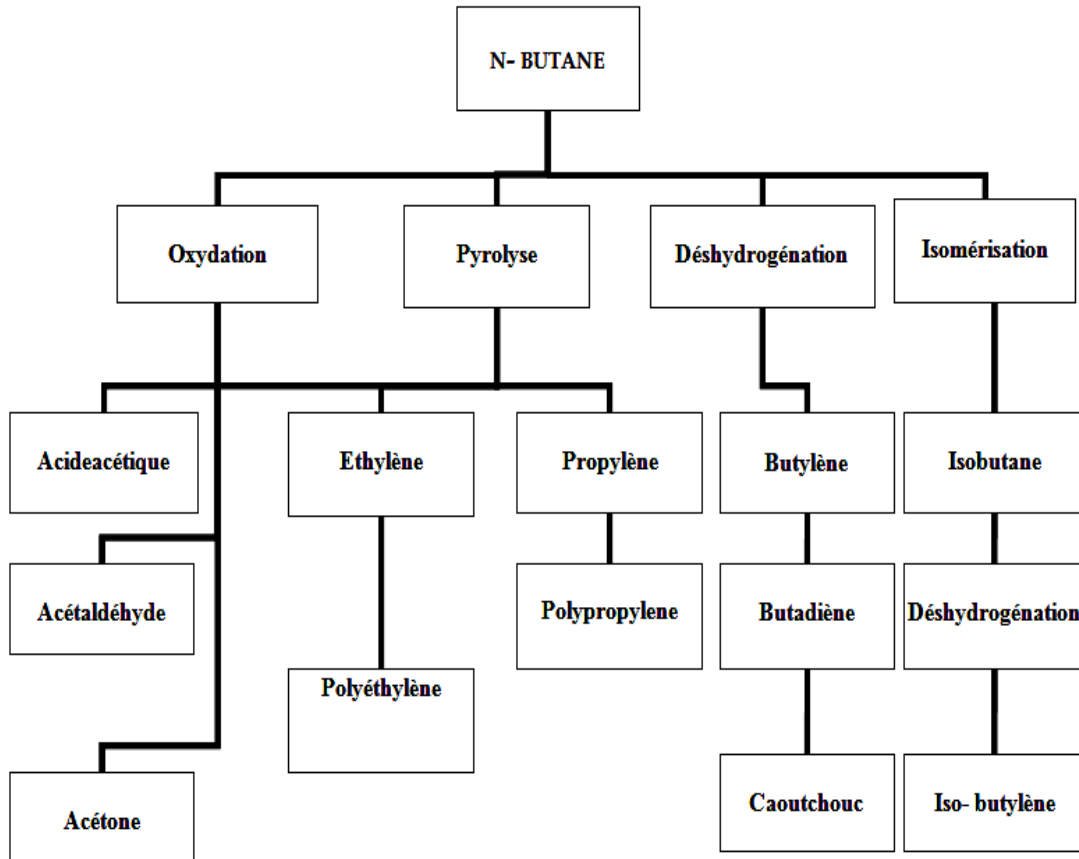 N- BUTANE
Oxydation
Pyrolyse
Déshydrogénation
Isomérisation
Acideacétique
Ethylène
Propylène
Butylène
Isobutane
Acétaldéhyde
Polypropylene
Butadiène
Déshydrogénation
Polyéthylène
Acétone
Caoutchouc
Iso- butylène